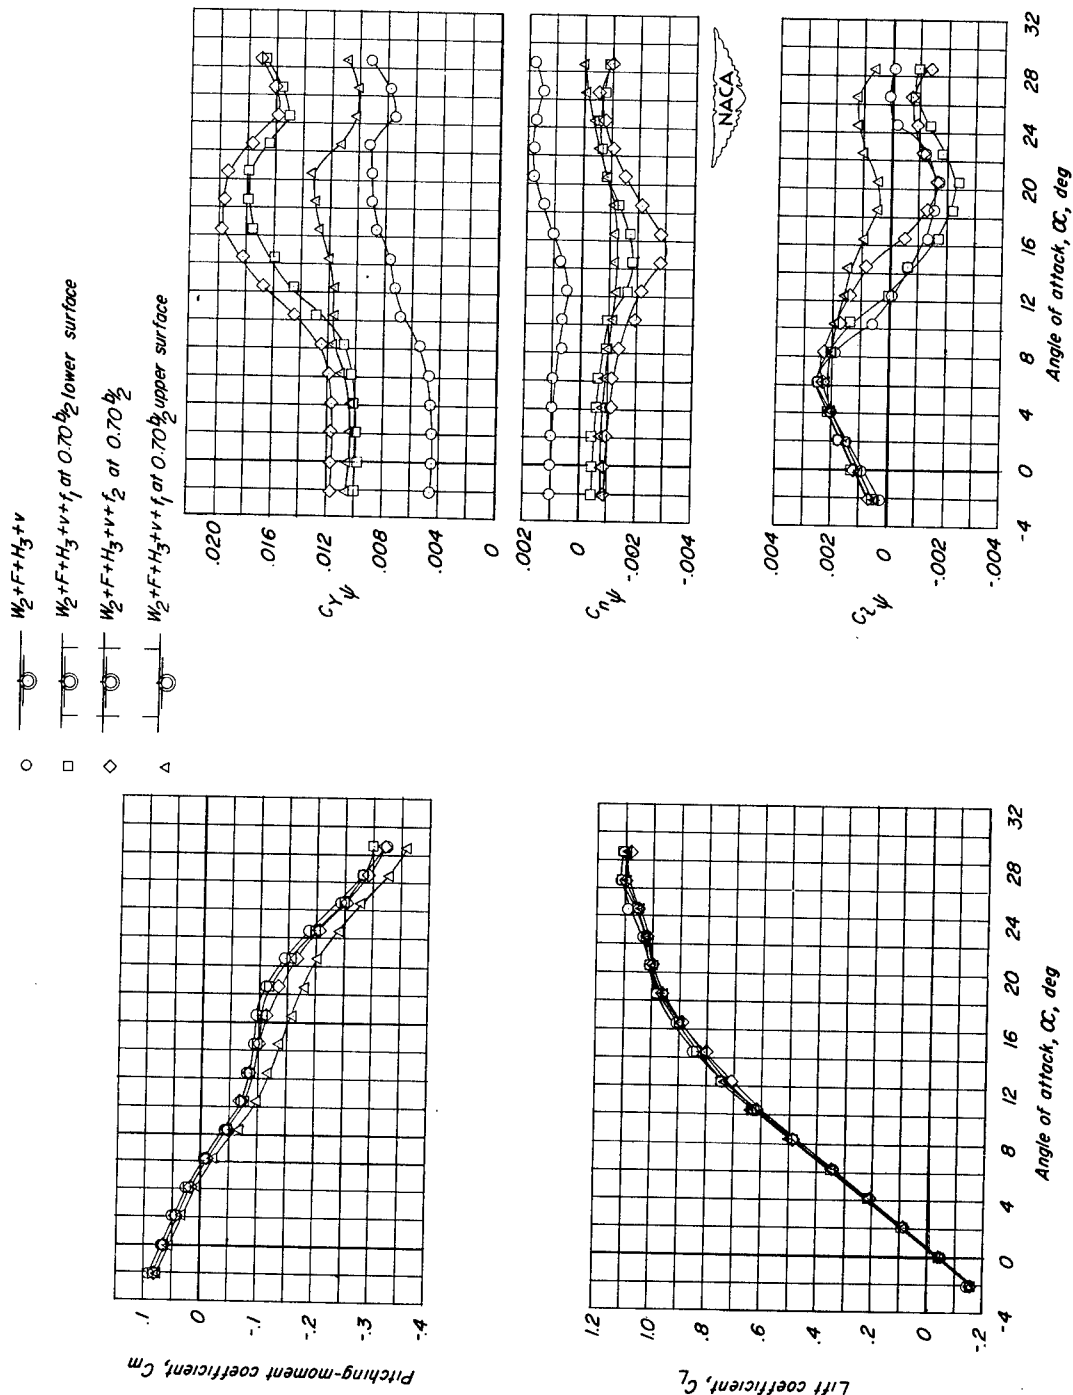 ○ W₂+F+H₃+v
□ W₂+F+H₃+v+f₁ at 0.70 b/2 lower surface
◇ W₂+F+H₃+v+f₂ at 0.70 b/2
△ W₂+F+H₃+v+f₁ at 0.70 b/2 upper surface
Pitching-moment coefficient, Cm
.1
0
-.1
-.2
-.3
-.4
Lift coefficient, CL
1.2
1.0
.8
.6
.4
.2
0
-.2
-4 0 4 8 12 16 20 24 28 32
Angle of attack, α, deg
CYψ
.020
.016
.012
.008
.004
0
Cnψ
.002
0
-.002
-.004
NACA
Clψ
.004
.002
0
-.002
-.004
-4 0 4 8 12 16 20 24 28 32
Angle of attack, α, deg